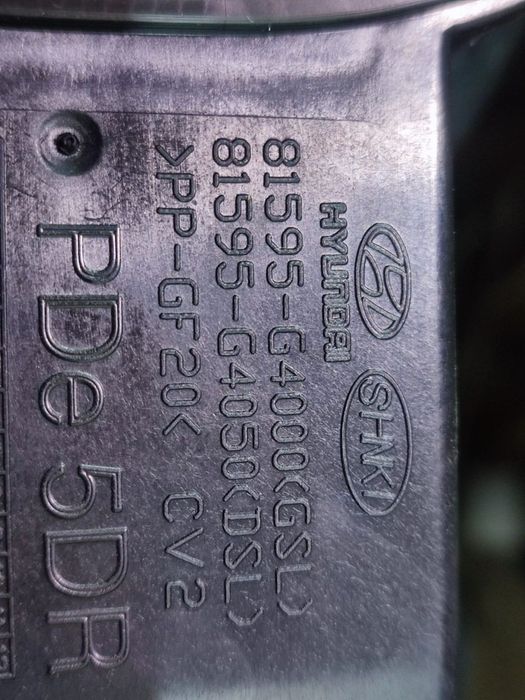 HYUNDAI SHNKI
81595-G4000(GSL)
81595-G4050(DSL)
>PP-GF20< CV2
PDe 5DR